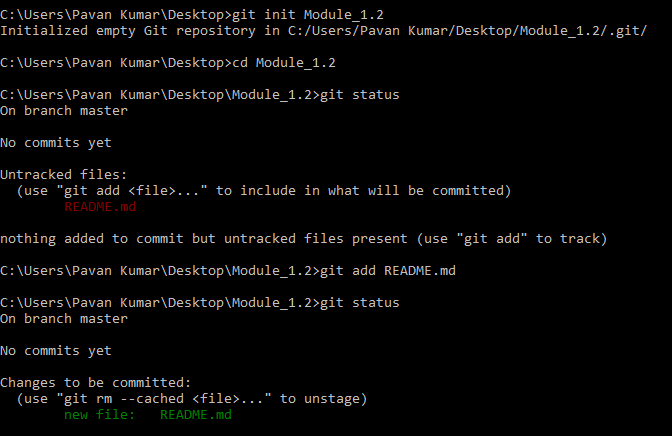 C:\Users\Pavan Kumar\Desktop>git init Module_1.2
Initialized empty Git repository in C:/Users/Pavan Kumar/Desktop/Module_1.2/.git/
C:\Users\Pavan Kumar\Desktop>cd Module_1.2
C:\Users\Pavan Kumar\Desktop\Module_1.2>git status
On branch master
No commits yet
Untracked files:
  (use "git add <file>..." to include in what will be committed)
        README.md
nothing added to commit but untracked files present (use "git add" to track)
C:\Users\Pavan Kumar\Desktop\Module_1.2>git add README.md
C:\Users\Pavan Kumar\Desktop\Module_1.2>git status
On branch master
No commits yet
Changes to be committed:
  (use "git rm --cached <file>..." to unstage)
        new file:   README.md